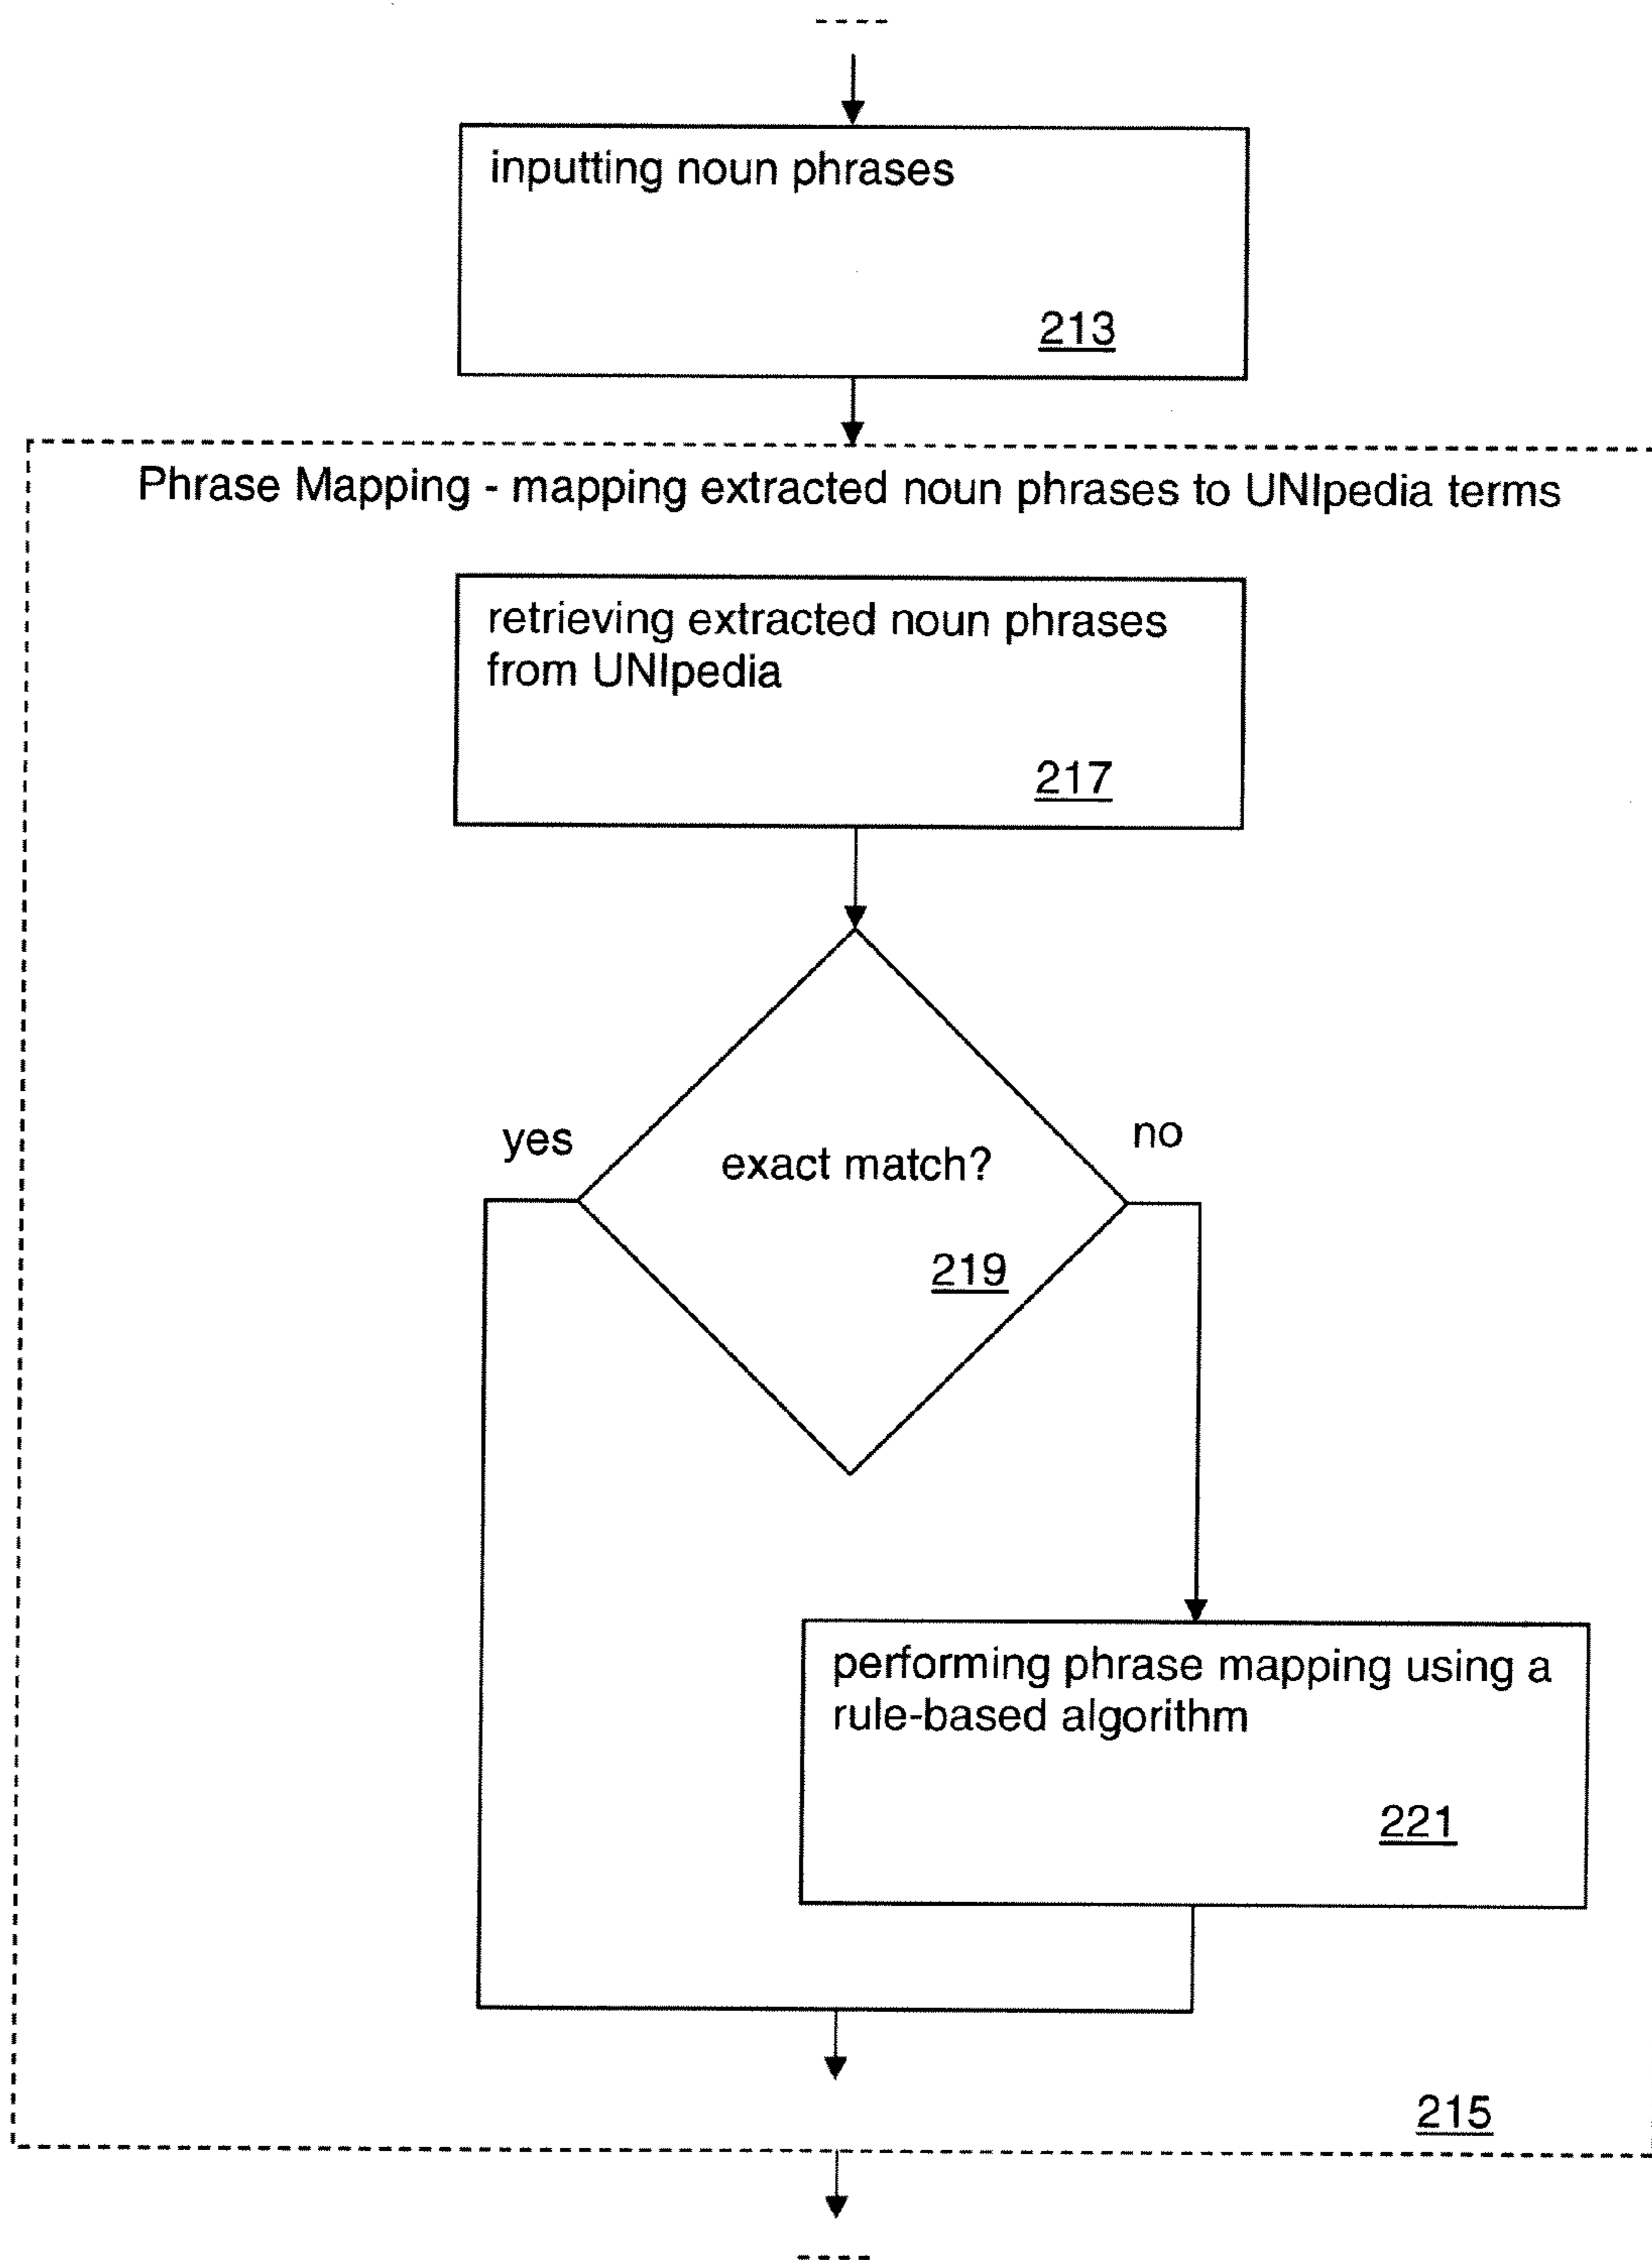 inputting noun phrases
213
Phrase Mapping - mapping extracted noun phrases to UNIpedia terms
retrieving extracted noun phrases
from UNIpedia
217
yes
no
exact match?
219
performing phrase mapping using a
rule-based algorithm
221
215